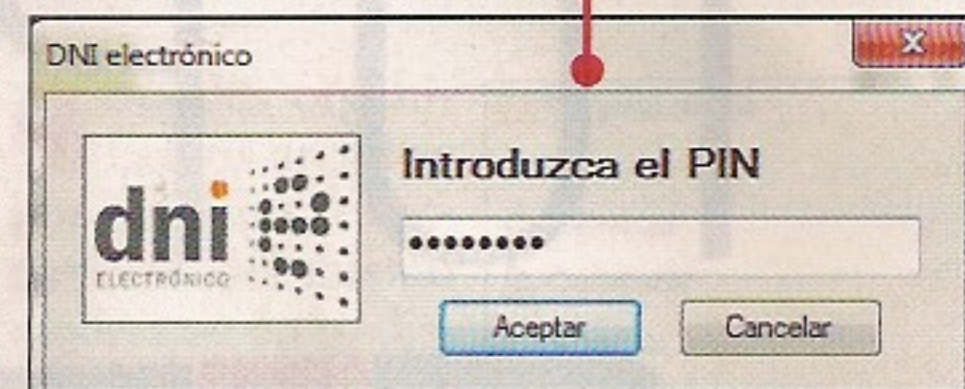 DNI electrónico
x
dni
ELECTRÓNICO
Introduzca el PIN
••••••••
Aceptar
Cancelar